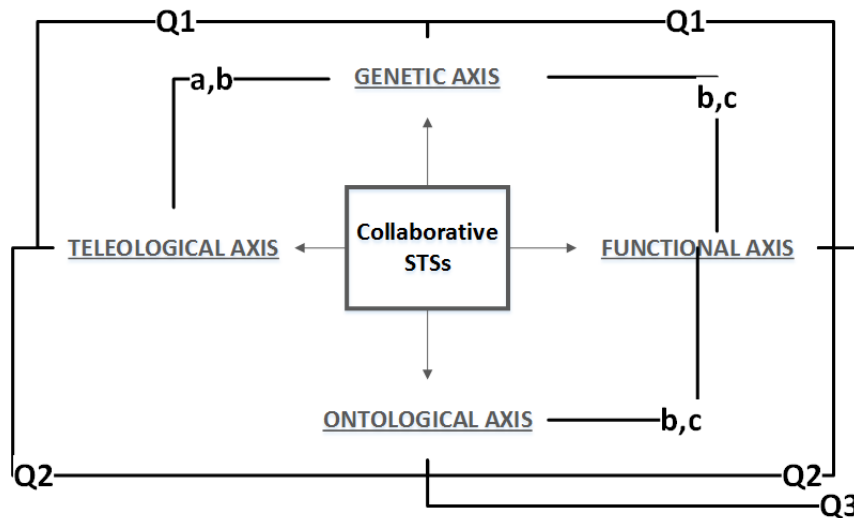 Q1 Q1
a,b GENETIC AXIS
b,c
TELEOLOGICAL AXIS
Collaborative
STSs
FUNCTIONAL AXIS
ONTOLOGICAL AXIS b,c
Q2 Q2
Q3